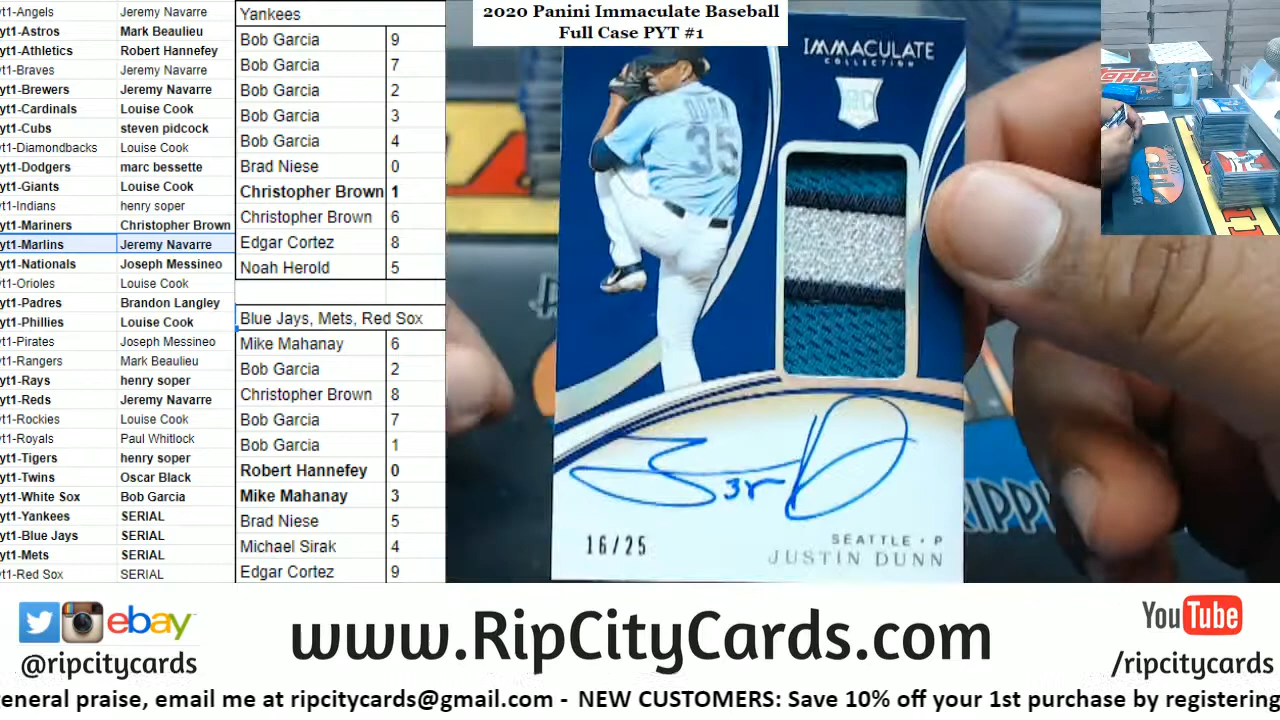 2020 Panini Immaculate Baseball
Full Case PYT #1
yt1-Angels Jeremy Navarre
yt1-Astros Mark Beaulieu
yt1-Athletics Robert Hannefey
yt1-Braves Jeremy Navarre
yt1-Brewers Jeremy Navarre
yt1-Cardinals Louise Cook
yt1-Cubs steven pidcock
yt1-Diamondbacks Louise Cook
yt1-Dodgers marc bessette
yt1-Giants Louise Cook
yt1-Indians henry soper
yt1-Mariners Christopher Brown
yt1-Marlins Jeremy Navarre
yt1-Nationals Joseph Messineo
yt1-Orioles Louise Cook
yt1-Padres Brandon Langley
yt1-Phillies Louise Cook
yt1-Pirates Joseph Messineo
yt1-Rangers Mark Beaulieu
yt1-Rays henry soper
yt1-Reds Jeremy Navarre
yt1-Rockies Louise Cook
yt1-Royals Paul Whitlock
yt1-Tigers henry soper
yt1-Twins Oscar Black
yt1-White Sox Bob Garcia
yt1-Yankees SERIAL
yt1-Blue Jays SERIAL
yt1-Mets SERIAL
yt1-Red Sox SERIAL
Yankees
Bob Garcia 9
Bob Garcia 7
Bob Garcia 2
Bob Garcia 3
Bob Garcia 4
Brad Niese 0
Christopher Brown 1
Christopher Brown 6
Edgar Cortez 8
Noah Herold 5
Blue Jays, Mets, Red Sox
Mike Mahanay 6
Bob Garcia 2
Christopher Brown 8
Bob Garcia 7
Bob Garcia 1
Robert Hannefey 0
Mike Mahanay 3
Brad Niese 5
Michael Sirak 4
Edgar Cortez 9
IMMACULATE
COLLECTION
RC
DUNN
35
16/25
SEATTLE • P
JUSTIN DUNN
topps
RIPP
ebay
@ripcitycards
www.RipCityCards.com
YouTube
/ripcitycards
general praise, email me at ripcitycards@gmail.com - NEW CUSTOMERS: Save 10% off your 1st purchase by registering